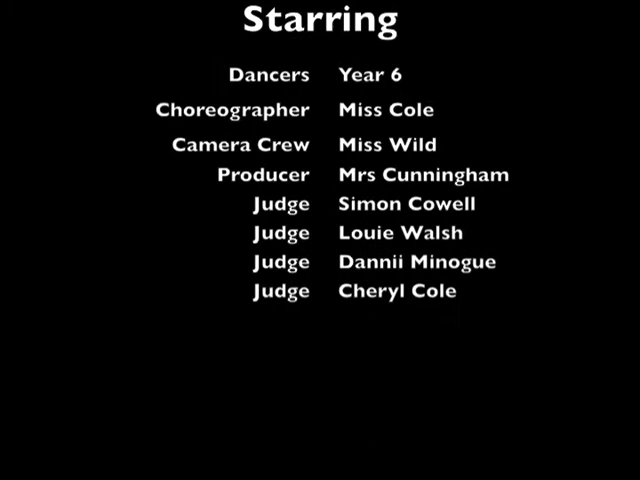 Starring
Dancers Year 6
Choreographer Miss Cole
Camera Crew Miss Wild
Producer Mrs Cunningham
Judge Simon Cowell
Judge Louie Walsh
Judge Dannii Minogue
Judge Cheryl Cole